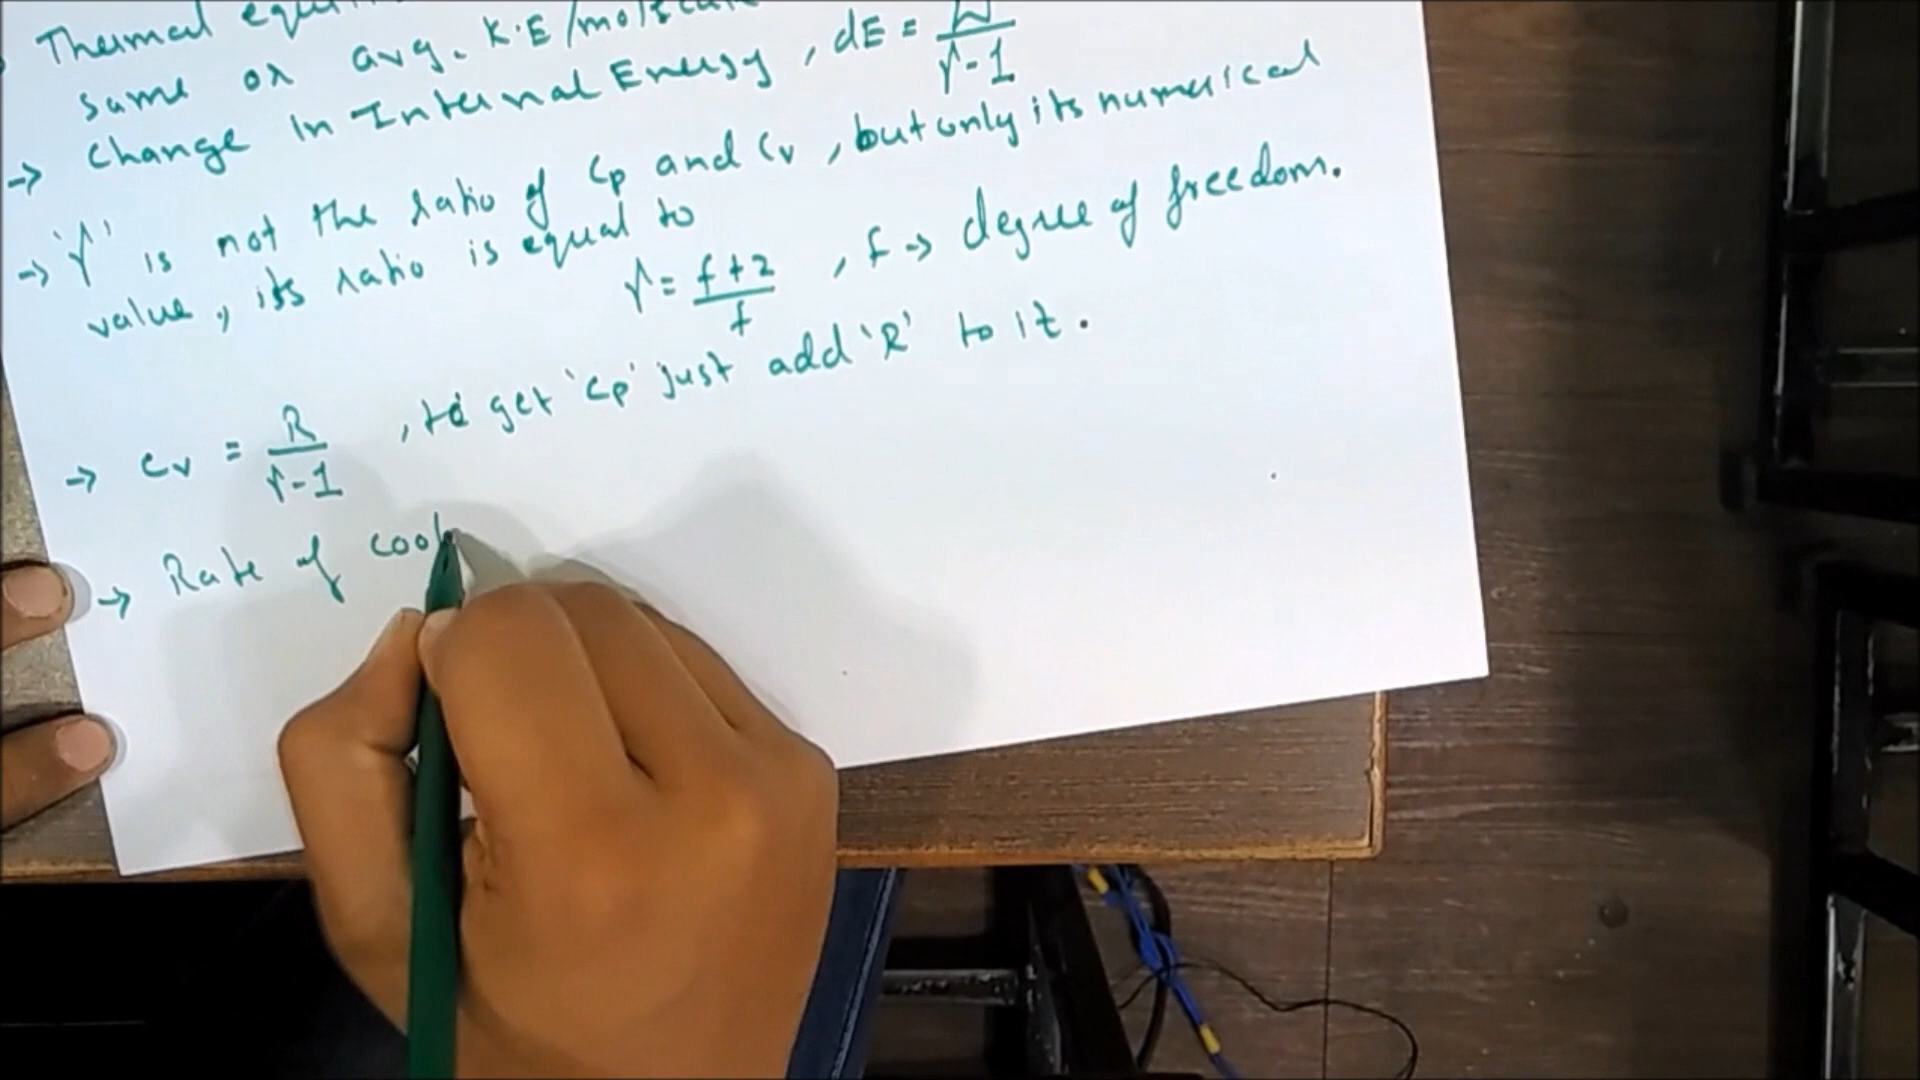 Thermal
same or avg. K.E/molecule
→ change in Internal Energy, dE = W/γ-1
→ 'γ' is not the ratio of Cp and Cv, but only its numerical
value, its ratio is equal to
γ = f+2/f , f → degree of freedom.
→ Cv = R/γ-1 , to get 'Cp' just add 'R' to it.
→ Rate of cool